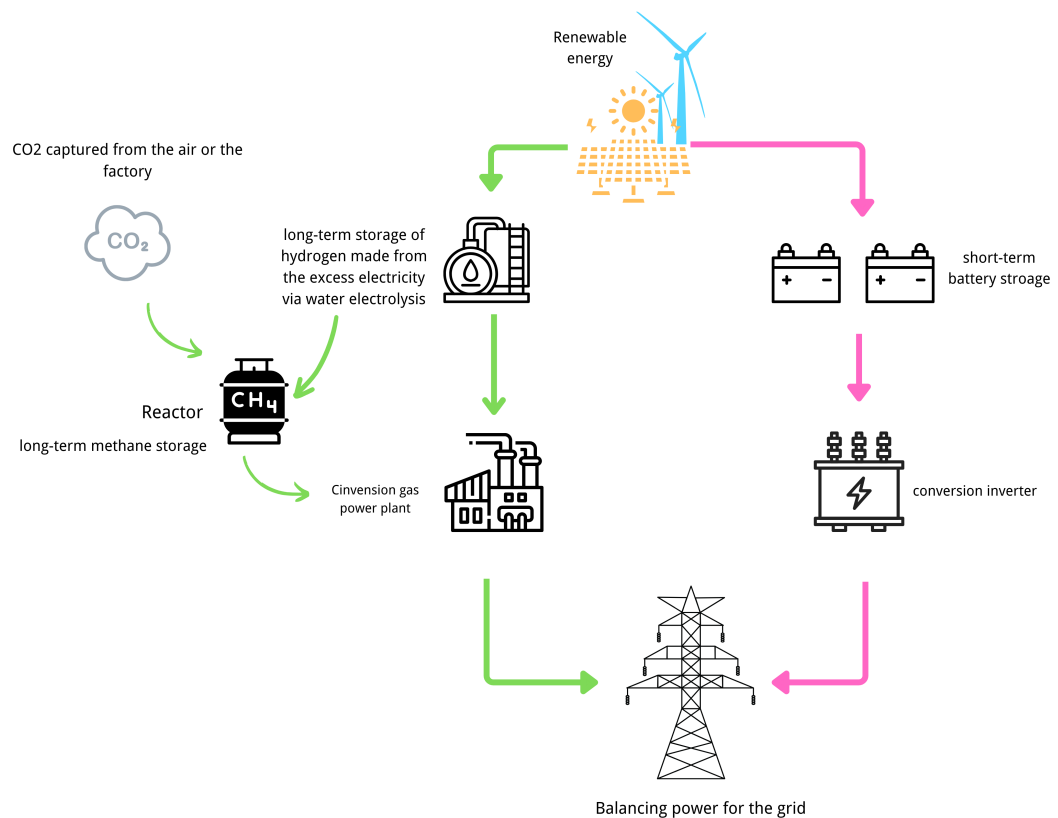 Renewable
energy
CO2 captured from the air or the
factory
CO₂
long-term storage of
hydrogen made from
the excess electricity
via water electrolysis
short-term
battery stroage
+ −
+ −
CH4
Reactor
long-term methane storage
Cinvension gas
power plant
conversion inverter
Balancing power for the grid